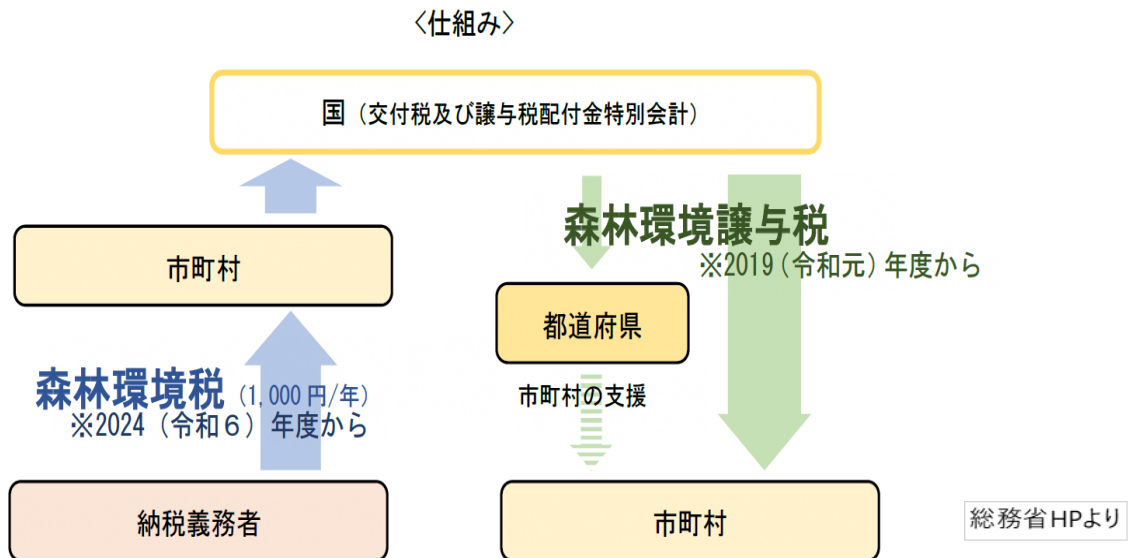 〈仕組み〉
国（交付税及び譲与税配付金特別会計）
森林環境譲与税
※2019（令和元）年度から
市町村
都道府県
森林環境税（1,000円/年）
※2024（令和６）年度から
市町村の支援
納税義務者
市町村
総務省HPより